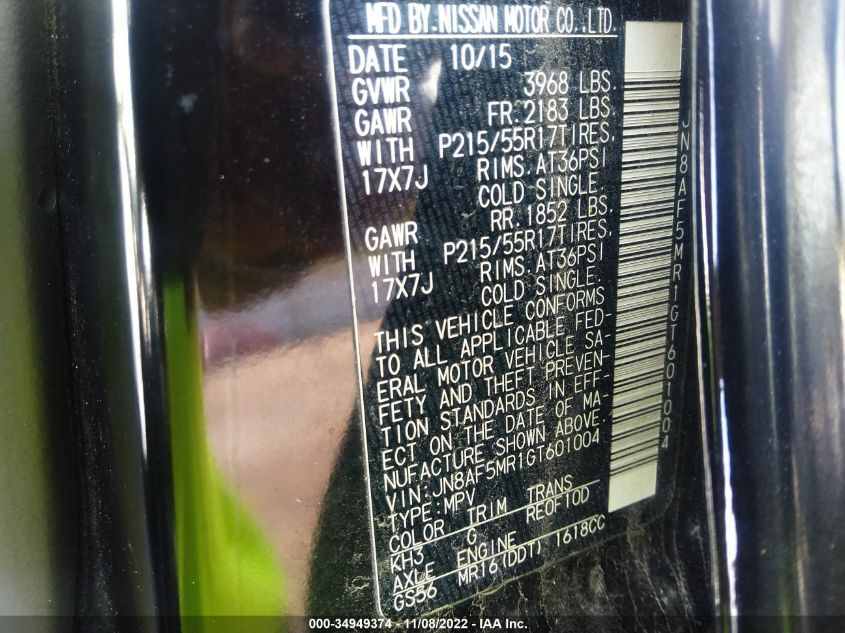 MFD BY. NISSAN MOTOR CO., LTD.
DATE 10/15
GVWR 3968 LBS
GAWR FR. 2183 LBS.
WITH P215/55R17TIRES,
17X7J RIMS. AT36PSI
COLD SINGLE.
GAWR RR. 1852 LBS.
WITH P215/55R17TIRES,
17X7J RIMS. AT36PSI
COLD SINGLE.
THIS VEHICLE CONFORMS
TO ALL APPLICABLE FED-
ERAL MOTOR VEHICLE SA-
FETY AND THEFT PREVEN-
TION STANDARDS IN EFF-
ECT ON THE DATE OF MA-
NUFACTURE SHOWN ABOVE.
VIN: JN8AF5MR1GT601004
TYPE: MPV
COLOR TRIM TRANS
KH3 G RE0F10D
AXLE ENGINE
GS56 MR16(DDT) 1618CC
JN8AF5MR1GT601004
000-34949374 - 11/08/2022 - IAA Inc.